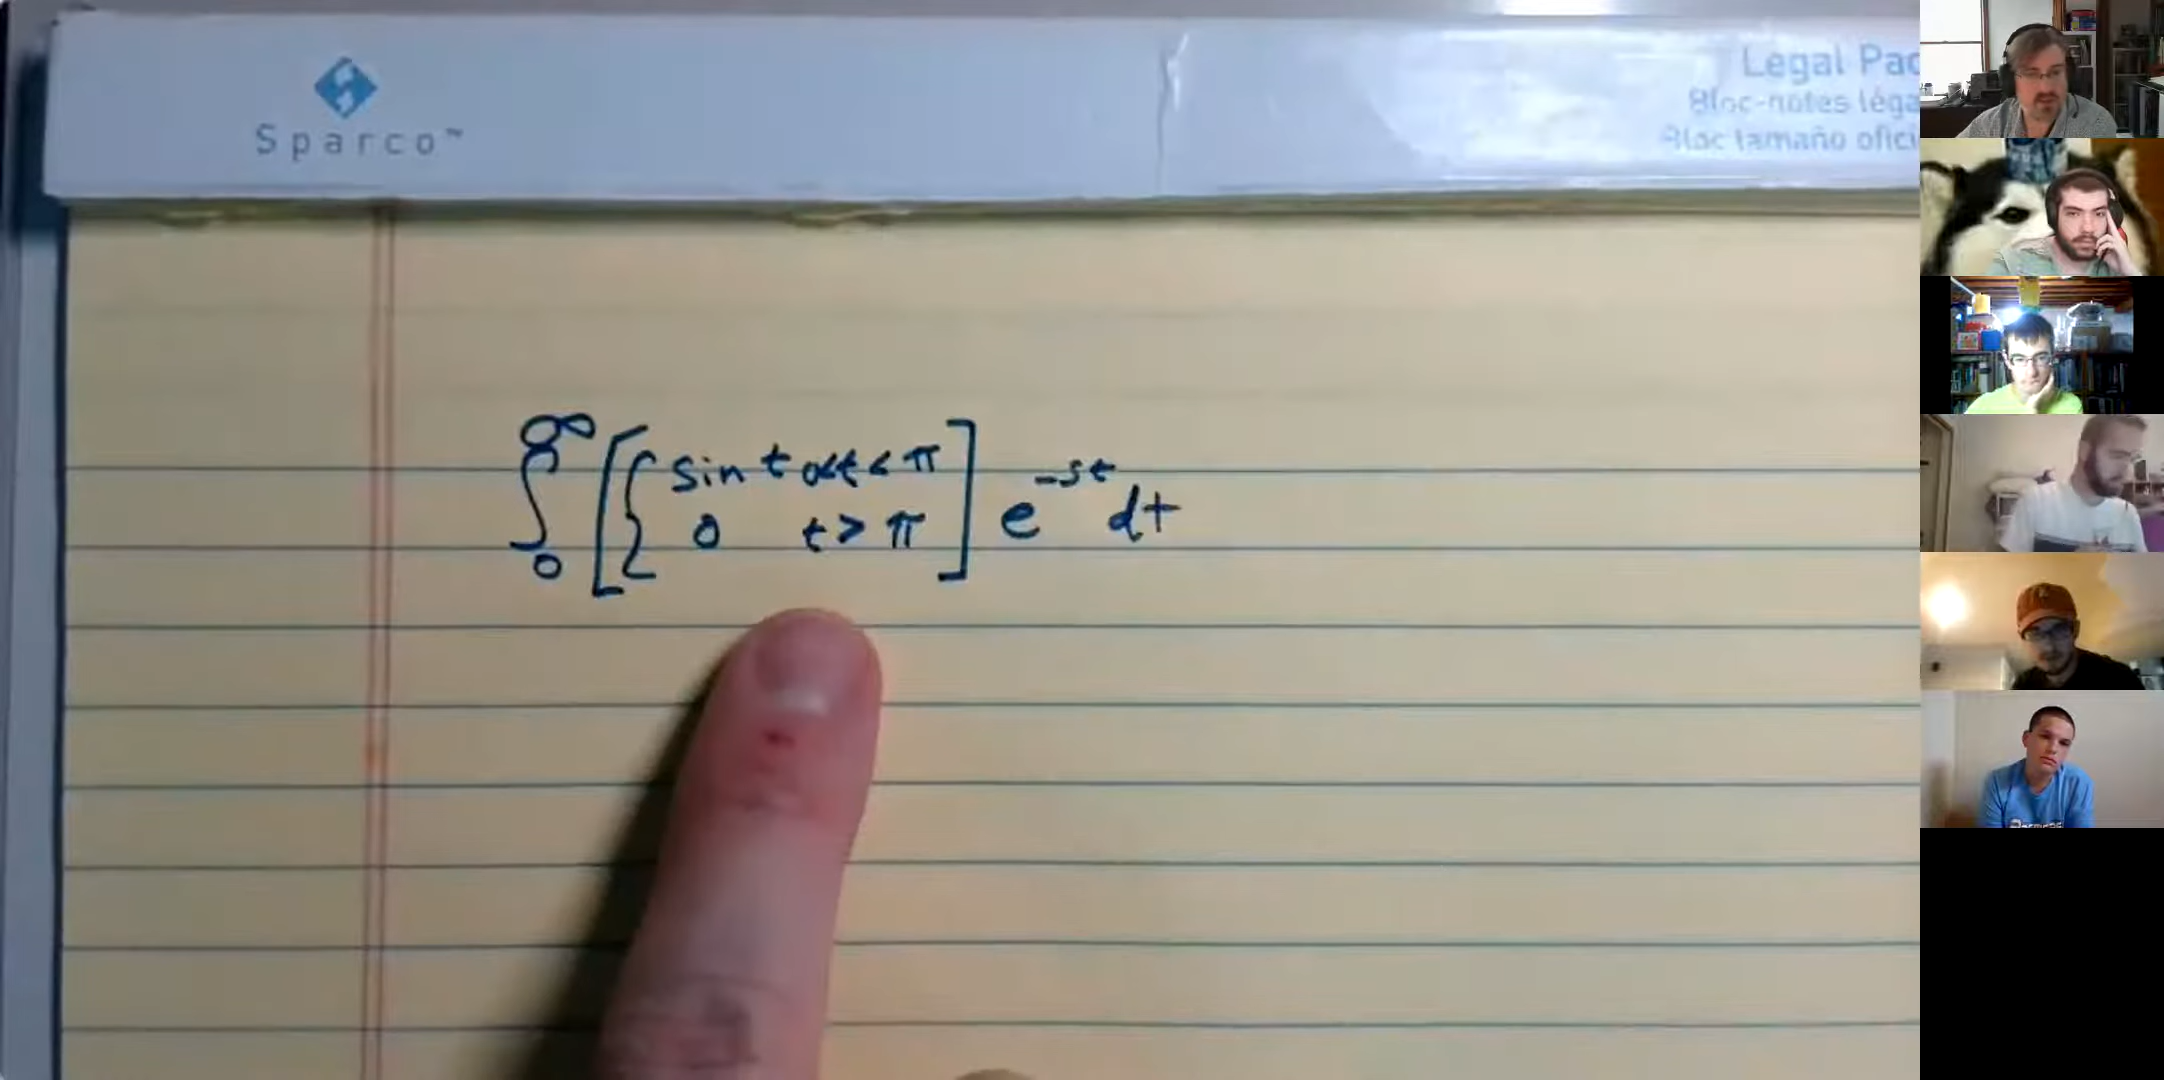 Sparco™
Legal Pad
Bloc-notes léga
Bloc tamaño ofici
∞
∫ [ { sin t 0<t<π ] e^{-st} dt
0 t > π
0